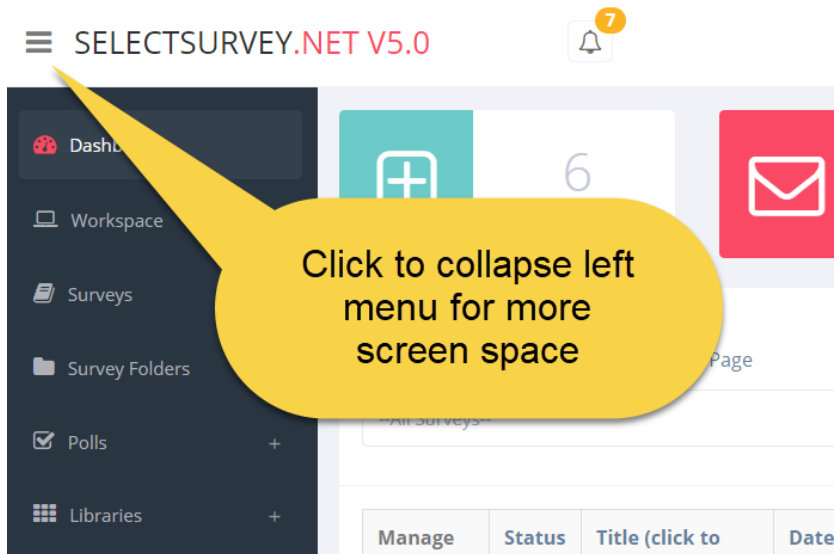 SELECTSURVEY.NET V5.0
7
6
Workspace
Surveys
Survey Folders
Polls +
Libraries +
Click to collapse left
menu for more
screen space
Page
--All Surveys--
Manage Status Title (click to Date